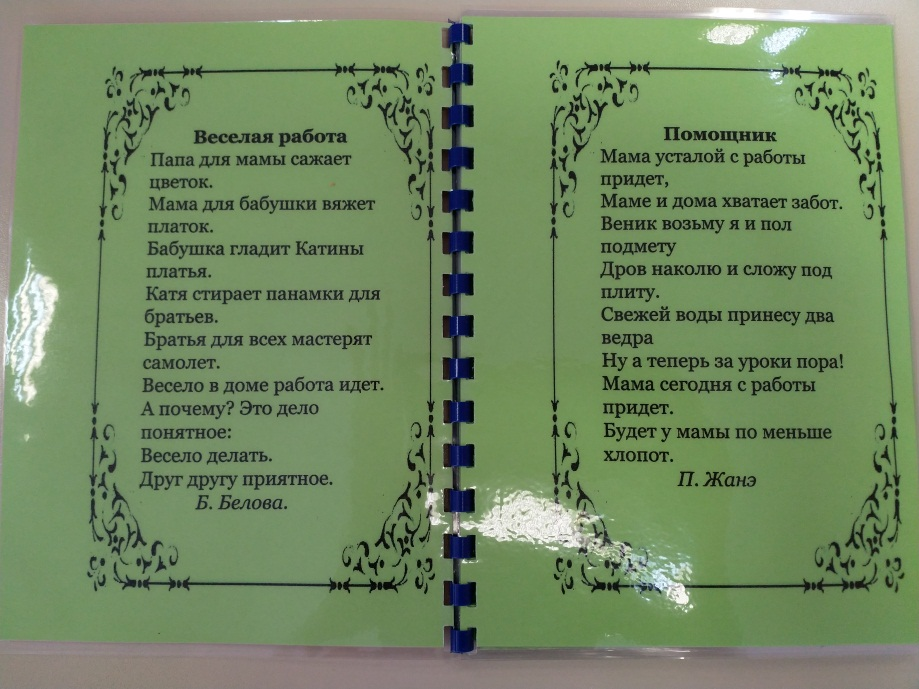 Веселая работа
Папа для мамы сажает
цветок.
Мама для бабушки вяжет
платок.
Бабушка гладит Катины
платья.
Катя стирает панамки для
братьев.
Братья для всех мастерят
самолет.
Весело в доме работа идет.
А почему? Это дело
понятное:
Весело делать.
Друг другу приятное.
Б. Белова.
Помощник
Мама усталой с работы
придет,
Маме и дома хватает забот.
Веник возьму я и пол
подмету
Дров наколю и сложу под
плиту.
Свежей воды принесу два
ведра
Ну а теперь за уроки пора!
Мама сегодня с работы
придет.
Будет у мамы по меньше
хлопот.
П. Жанэ